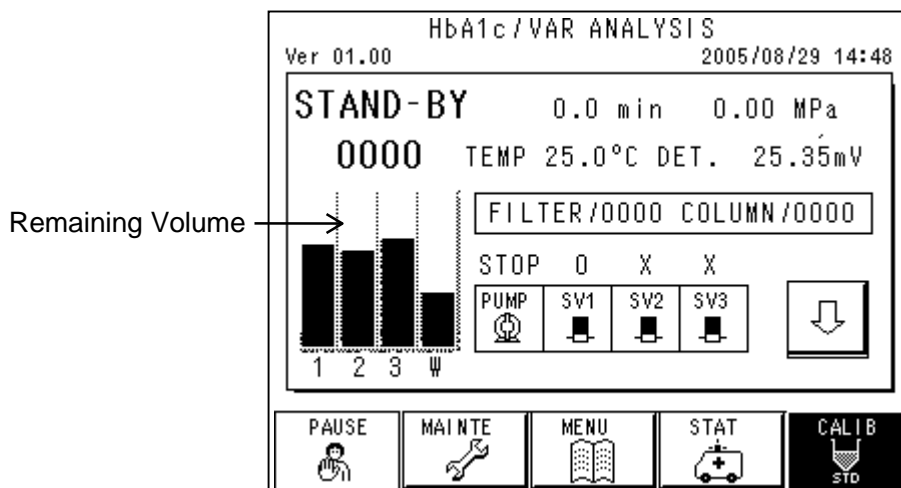 HbA1c/VAR ANALYSIS
Ver 01.00 2005/08/29 14:48
STAND-BY 0.0 min 0.00 MPa
0000 TEMP 25.0°C DET. 25.35mV
Remaining Volume
FILTER/0000 COLUMN/0000
STOP O X X
PUMP SV1 SV2 SV3
1 2 3 W
PAUSE MAINTE MENU STAT CALIB
STD